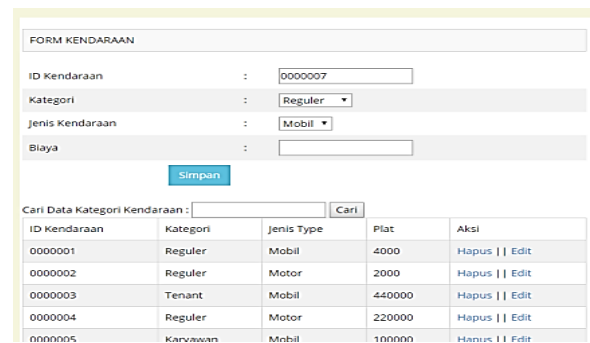 FORM KENDARAAN
ID Kendaraan : 0000007
Kategori : Reguler
Jenis Kendaraan : Mobil
Biaya :
Simpan
Cari Data Kategori Kendaraan : Cari
ID Kendaraan Kategori Jenis Type Plat Aksi
0000001 Reguler Mobil 4000 Hapus || Edit
0000002 Reguler Motor 2000 Hapus || Edit
0000003 Tenant Mobil 440000 Hapus || Edit
0000004 Reguler Motor 220000 Hapus || Edit
0000005 Karyawan Mobil 100000 Hapus || Edit